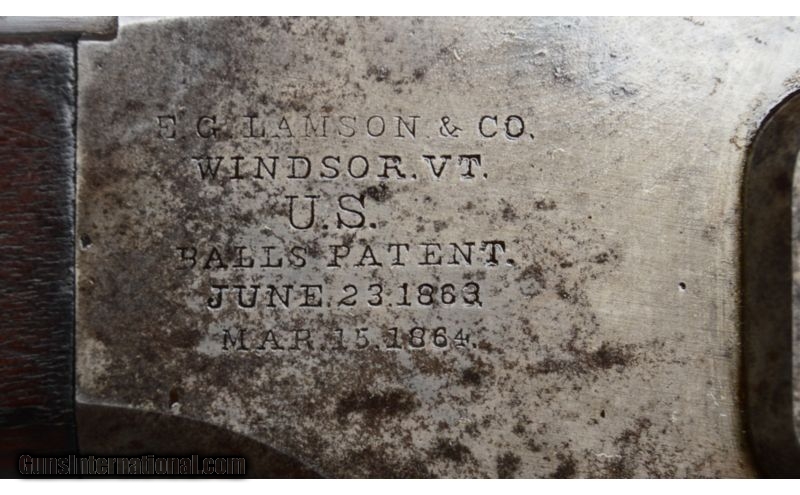 E.G. LAMSON & CO.
WINDSOR. VT.
U.S.
BALLS PATENT.
JUNE. 23. 1863.
MAR. 15. 1864.
GunsInternational.com